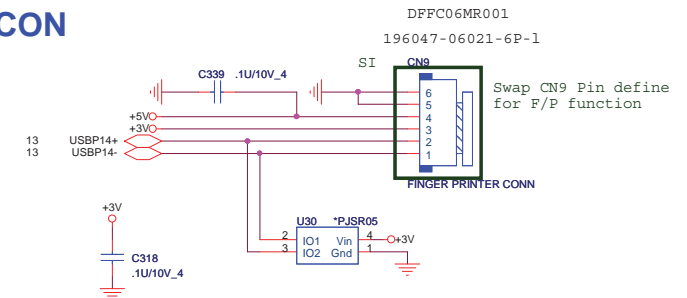 CON
DFFC06MR001
196047-06021-6P-l
SI
CN9
C339 .1U/10V_4
6
5
4
3
2
1
Swap CN9 Pin define
for F/P function
+5V
+3V
13 USBP14+
13 USBP14-
FINGER PRINTER CONN
+3V
C318
.1U/10V_4
U30 *PJSR05
2 IO1 Vin 4 +3V
3 IO2 Gnd 1